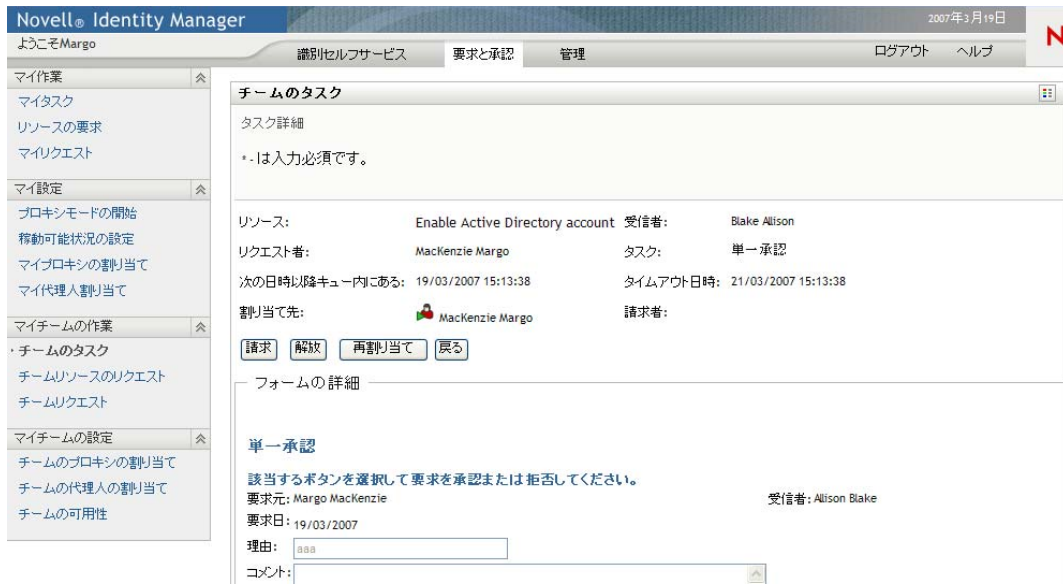 Novell® Identity Manager
2007年3月19日
ようこそMargo
識別セルフサービス 要求と承認 管理 ログアウト ヘルプ
N
マイ作業
マイタスク
リソースの要求
マイリクエスト
マイ設定
プロキシモードの開始
稼動可能状況の設定
マイプロキシの割り当て
マイ代理人割り当て
マイチームの作業
・チームのタスク
チームリソースのリクエスト
チームリクエスト
マイチームの設定
チームのプロキシの割り当て
チームの代理人の割り当て
チームの可用性
チームのタスク
タスク詳細
*-は入力必須です。
リソース: Enable Active Directory account 受信者: Blake Allison
リクエスト者: MacKenzie Margo タスク: 単一承認
次の日時以降キュー内にある: 19/03/2007 15:13:38 タイムアウト日時: 21/03/2007 15:13:38
割り当て先: MacKenzie Margo 請求者:
請求 解放 再割り当て 戻る
フォームの詳細
単一承認
該当するボタンを選択して要求を承認または拒否してください。
要求元: Margo MacKenzie 受信者: Allison Blake
要求日: 19/03/2007
理由: aaa
コメント: